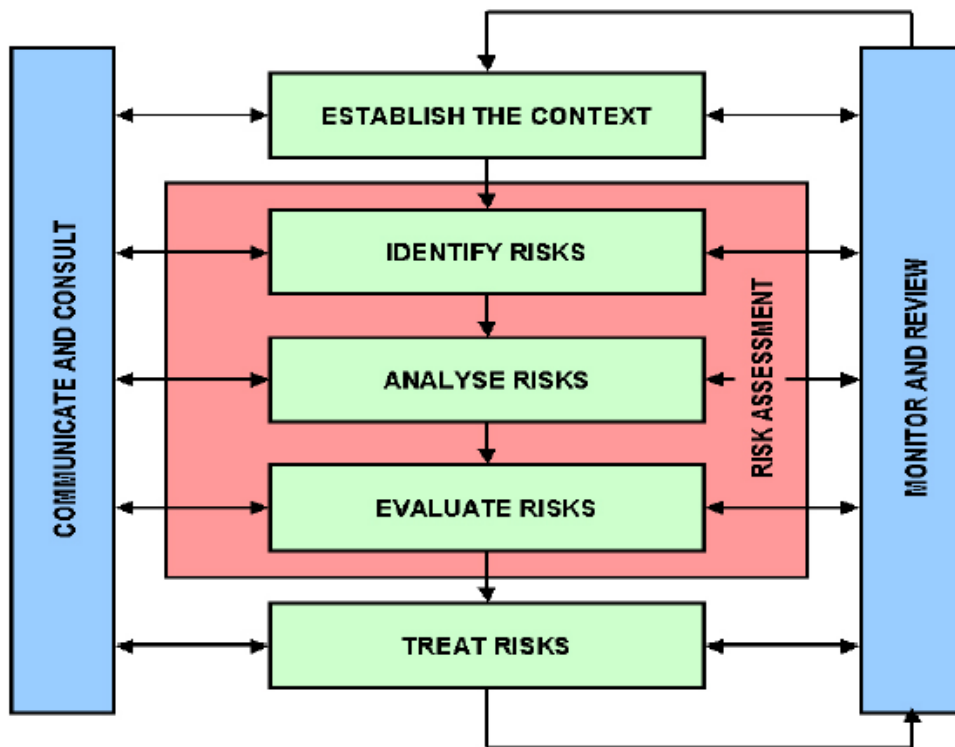 ESTABLISH THE CONTEXT
COMMUNICATE AND CONSULT
IDENTIFY RISKS
ANALYSE RISKS
EVALUATE RISKS
RISK ASSESSMENT
MONITOR AND REVIEW
TREAT RISKS